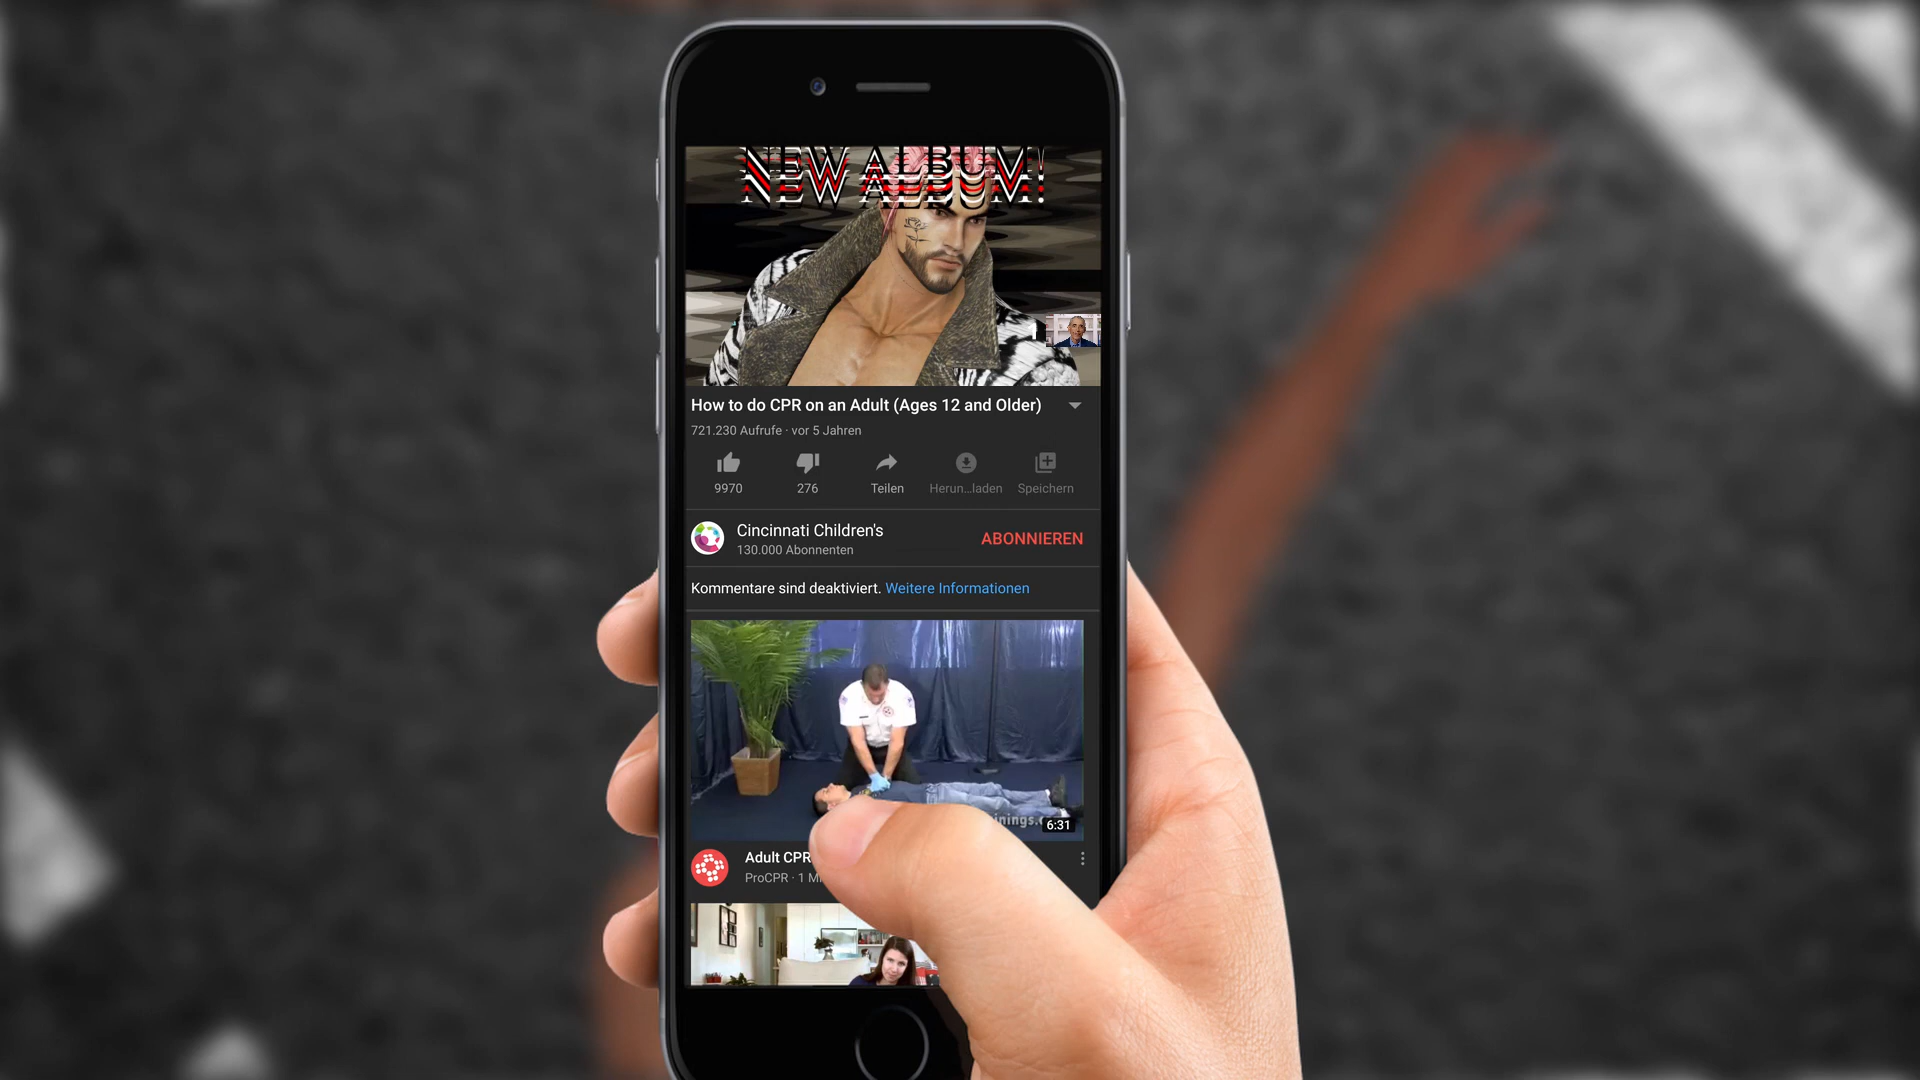 NEW ALBUM!
NEW ALBUM!
How to do CPR on an Adult (Ages 12 and Older)
721.230 Aufrufe · vor 5 Jahren
9970
276
Teilen
Herun...laden
Speichern
Cincinnati Children's
130.000 Abonnenten
ABONNIEREN
Kommentare sind deaktiviert. Weitere Informationen
6:31
Adult CPR
ProCPR · 1